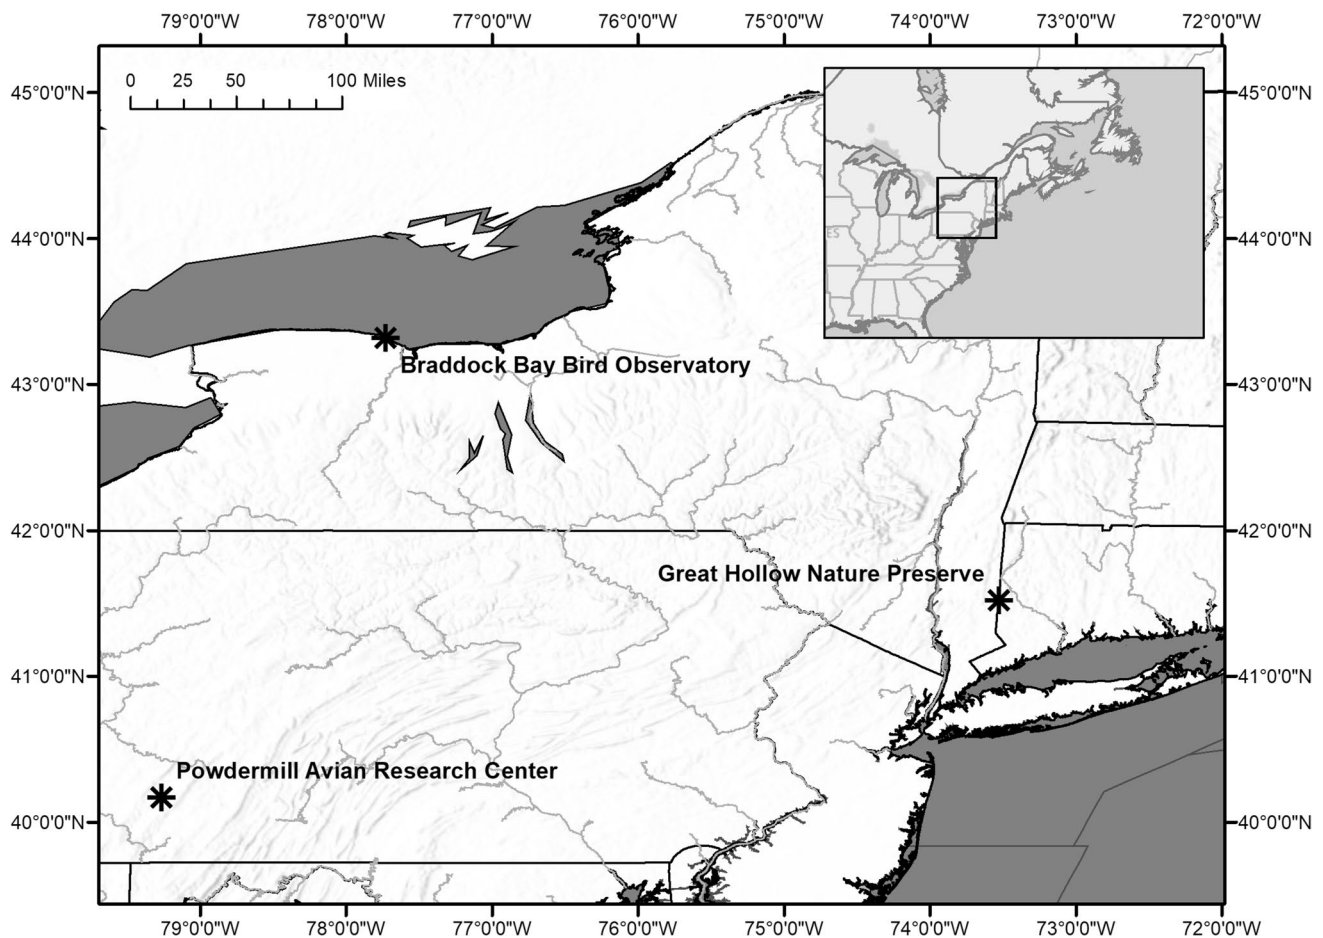 79°0'0"W 78°0'0"W 77°0'0"W 76°0'0"W 75°0'0"W 74°0'0"W 73°0'0"W 72°0'0"W
0 25 50 100 Miles
45°0'0"N 45°0'0"N
44°0'0"N 44°0'0"N
ES
Braddock Bay Bird Observatory
43°0'0"N 43°0'0"N
42°0'0"N 42°0'0"N
Great Hollow Nature Preserve
41°0'0"N 41°0'0"N
Powdermill Avian Research Center
40°0'0"N 40°0'0"N
79°0'0"W 78°0'0"W 77°0'0"W 76°0'0"W 75°0'0"W 74°0'0"W 73°0'0"W 72°0'0"W